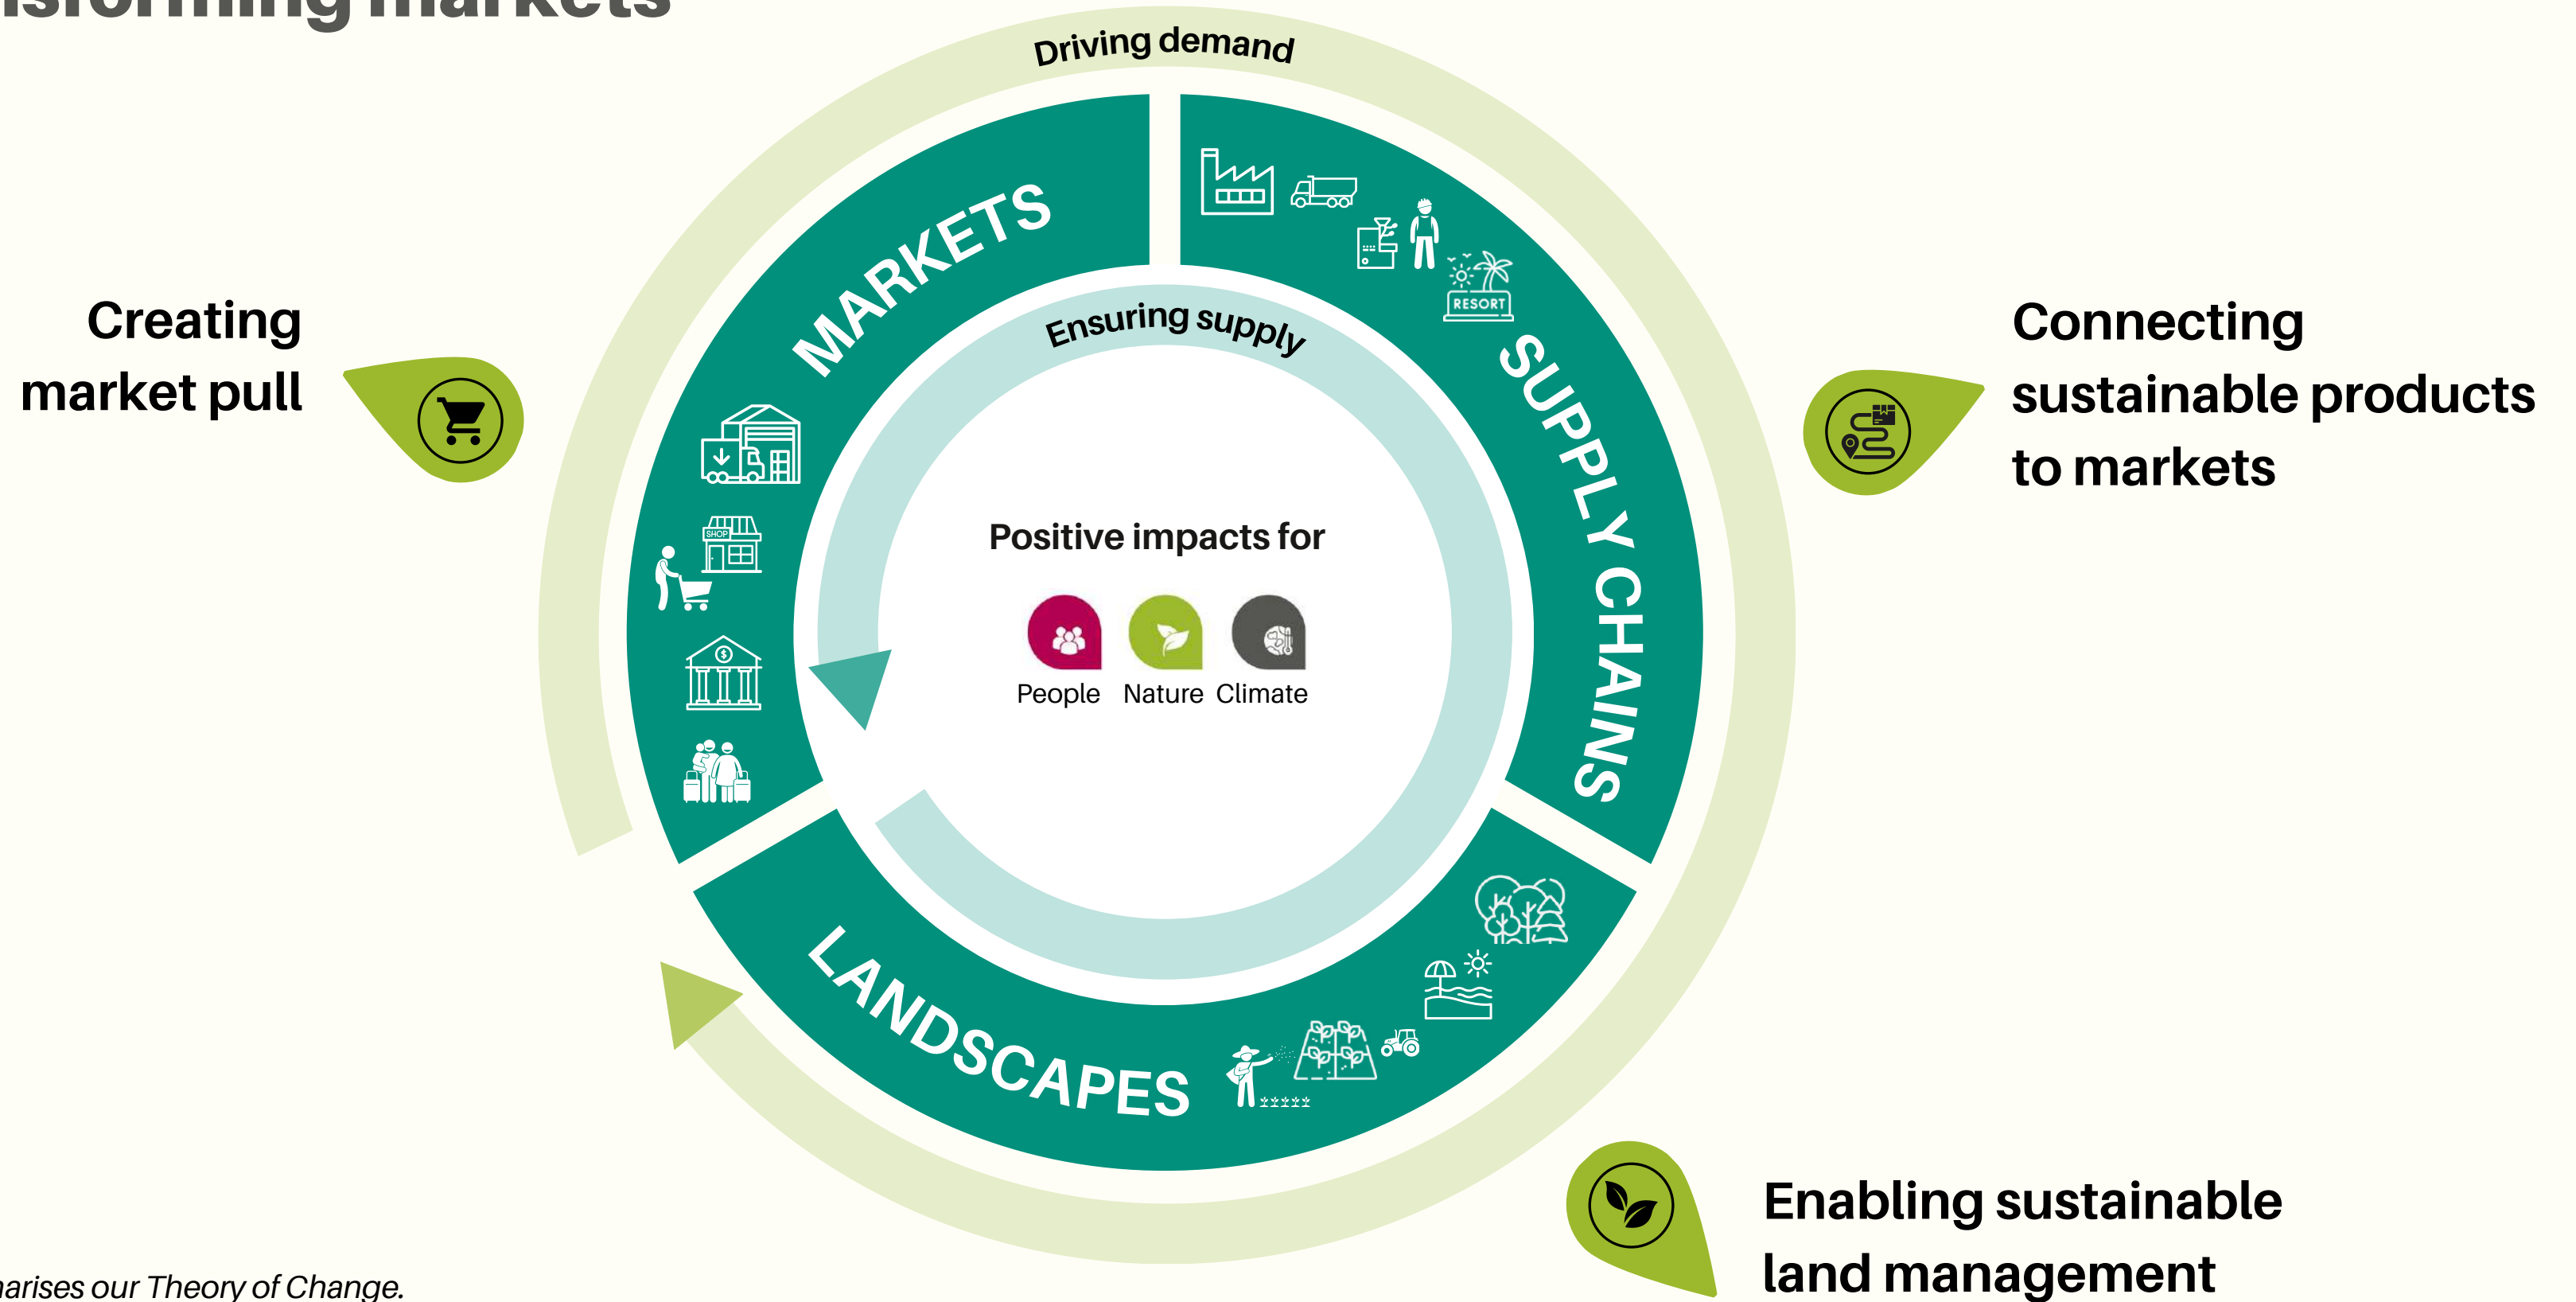 markets
Driving demand
MARKETS
SUPPLY CHAINS
RESORT
Ensuring supply
Creating
market pull
Connecting
sustainable products
to markets
SHOP
Positive impacts for
People Nature Climate
LANDSCAPES
Enabling sustainable
land management
our Theory of Change.